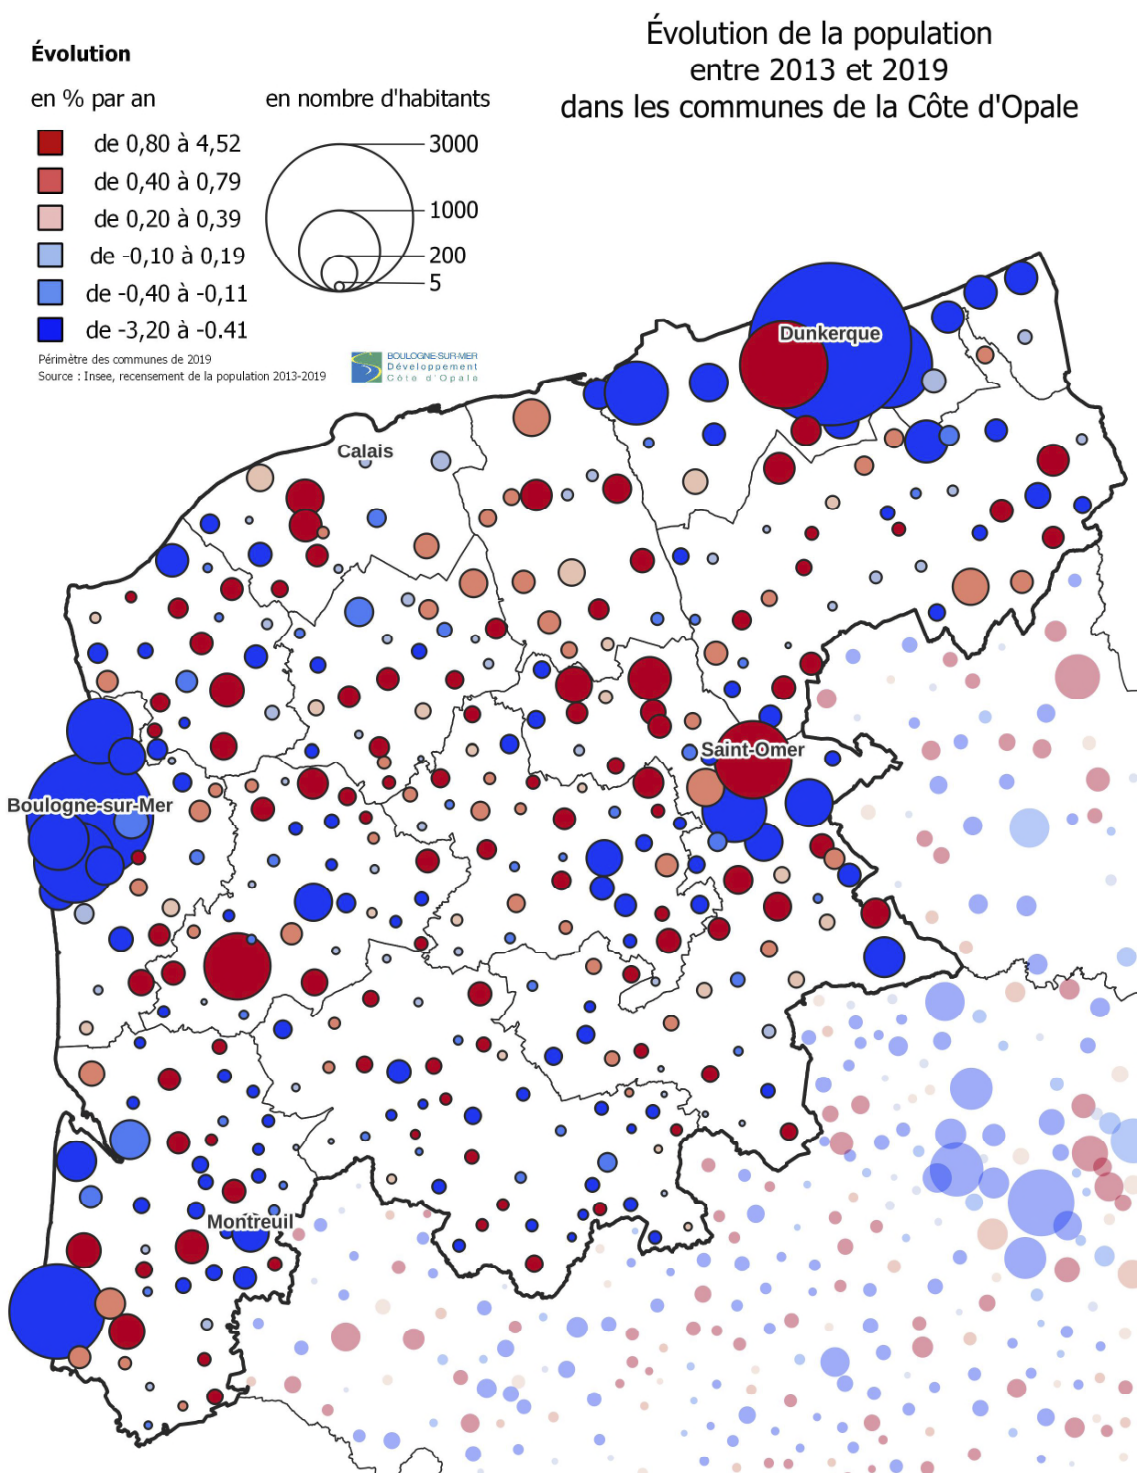 Évolution de la population
entre 2013 et 2019
dans les communes de la Côte d'Opale
Évolution
en % par an
en nombre d'habitants
de 0,80 à 4,52
de 0,40 à 0,79
de 0,20 à 0,39
de -0,10 à 0,19
de -0,40 à -0,11
de -3,20 à -0.41
3000
1000
200
5
Périmètre des communes de 2019
Source : Insee, recensement de la population 2013-2019
BOULOGNE-SUR-MER
Développement
Côte d'Opale
Dunkerque
Calais
Saint-Omer
Boulogne-sur-Mer
Montreuil